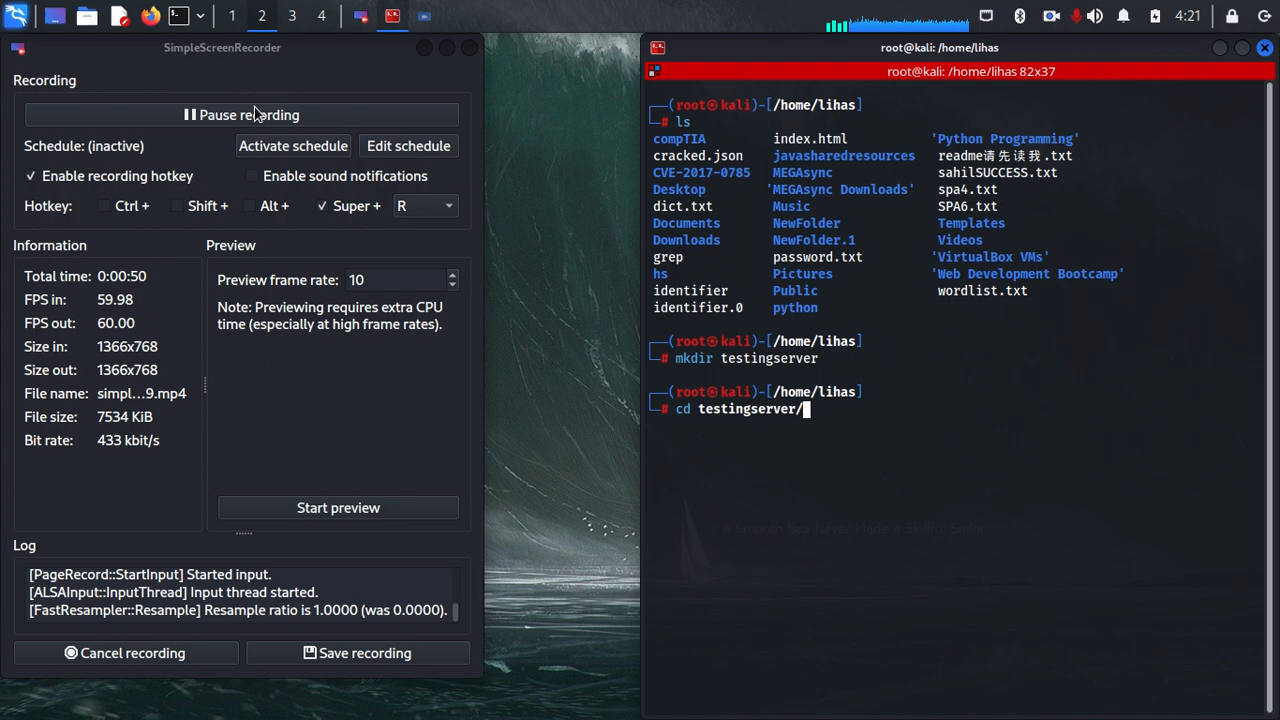 1 2 3 4 4:21
SimpleScreenRecorder
Recording
Pause recording
Schedule: (inactive) Activate schedule Edit schedule
Enable recording hotkey Enable sound notifications
Hotkey: Ctrl + Shift + Alt + Super + R
Information
Total time: 0:00:50
FPS in: 59.98
FPS out: 60.00
Size in: 1366x768
Size out: 1366x768
File name: simpl...9.mp4
File size: 7534 KiB
Bit rate: 433 kbit/s
Preview
Preview frame rate: 10
Note: Previewing requires extra CPU
time (especially at high frame rates).
Start preview
Log
[PageRecord::StartInput] Started input.
[ALSAInput::InputThread] Input thread started.
[FastResampler::Resample] Resample ratio is 1.0000 (was 0.0000).
Cancel recording Save recording
root@kali: /home/lihas
root@kali: /home/lihas 82x37
┌──(root㉿kali)-[/home/lihas]
└─# ls
compTIA index.html 'Python Programming'
cracked.json javasharedresources readme请先读我.txt
CVE-2017-0785 MEGAsync sahilSUCCESS.txt
Desktop 'MEGAsync Downloads' spa4.txt
dict.txt Music SPA6.txt
Documents NewFolder Templates
Downloads NewFolder.1 Videos
grep password.txt 'VirtualBox VMs'
hs Pictures 'Web Development Bootcamp'
identifier Public wordlist.txt
identifier.0 python
┌──(root㉿kali)-[/home/lihas]
└─# mkdir testingserver
┌──(root㉿kali)-[/home/lihas]
└─# cd testingserver/
A Smooth Sea Never Made a Skillful Sailor